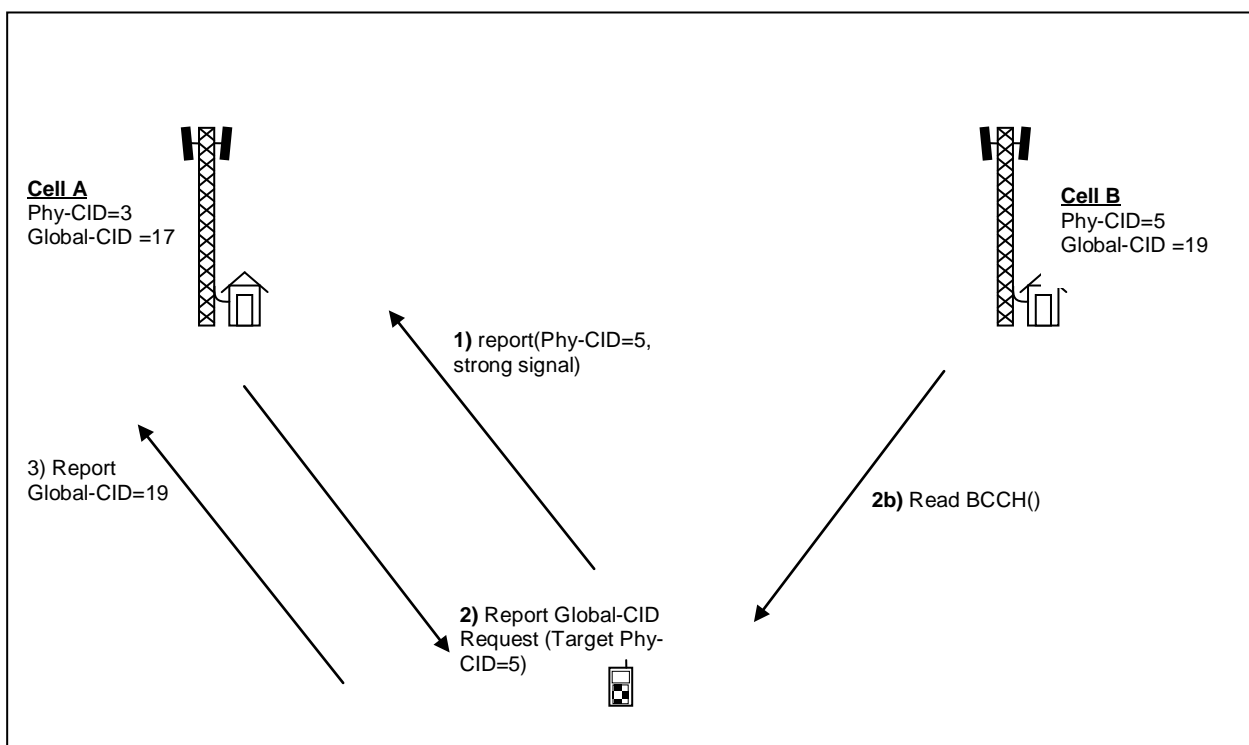 Cell A
Phy-CID=3
Global-CID =17
Cell B
Phy-CID=5
Global-CID =19
1) report(Phy-CID=5,
strong signal)
3) Report
Global-CID=19
2b) Read BCCH()
2) Report Global-CID
Request (Target Phy-
CID=5)